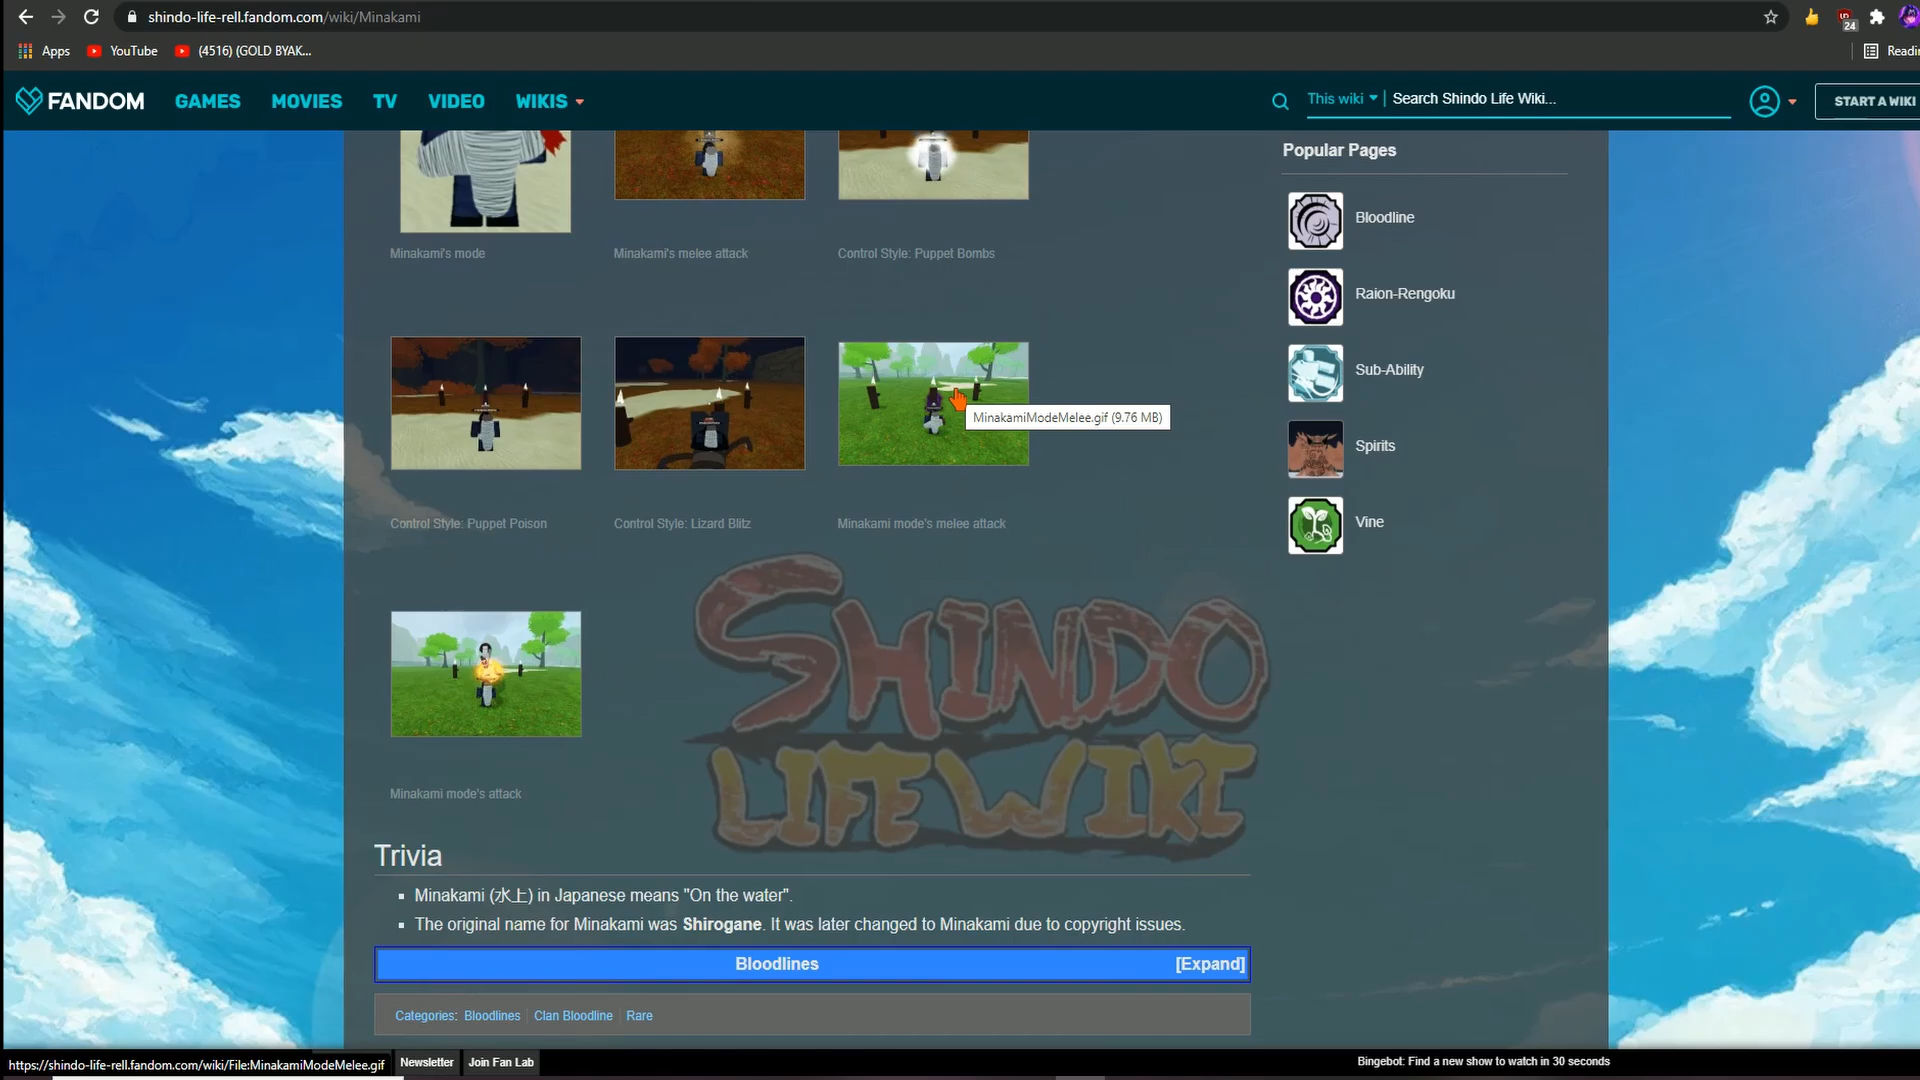 shindo-life-rell.fandom.com/wiki/Minakami
24
Apps
YouTube
(4516) (GOLD BYAK...
Readin
FANDOM
GAMES
MOVIES
TV
VIDEO
WIKIS
This wiki
Search Shindo Life Wiki...
START A WIKI
Popular Pages
Bloodline
Raion-Rengoku
Sub-Ability
Spirits
Vine
Minakami's mode
Minakami's melee attack
Control Style: Puppet Bombs
MinakamiModeMelee.gif (9.76 MB)
Control Style: Puppet Poison
Control Style: Lizard Blitz
Minakami mode's melee attack
SHINDO
LIFE WIKI
Minakami mode's attack
Trivia
Minakami (水上) in Japanese means "On the water".
The original name for Minakami was Shirogane. It was later changed to Minakami due to copyright issues.
Bloodlines
[Expand]
Categories: Bloodlines Clan Bloodline Rare
https://shindo-life-rell.fandom.com/wiki/File:MinakamiModeMelee.gif
Newsletter
Join Fan Lab
Bingebot: Find a new show to watch in 30 seconds